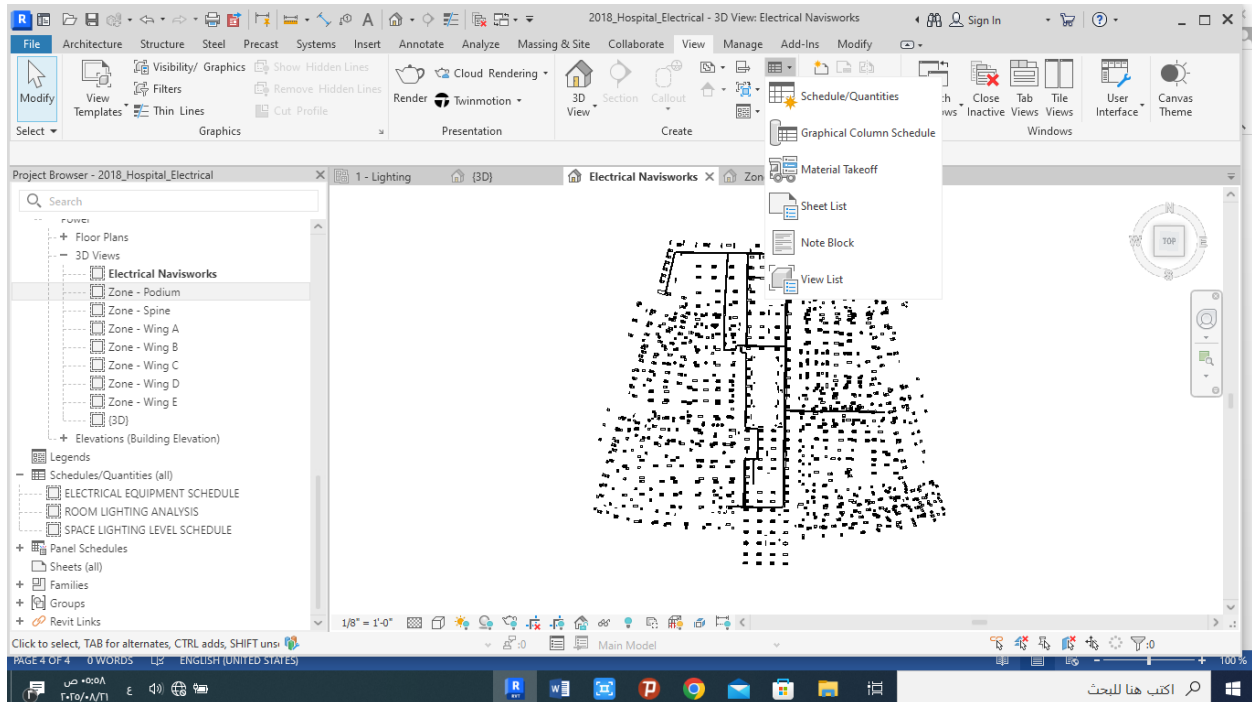 R A 2018_Hospital_Electrical - 3D View: Electrical Navisworks Sign In ?
File Architecture Structure Steel Precast Systems Insert Annotate Analyze Massing & Site Collaborate View Manage Add-Ins Modify
Modify View Templates Visibility/ Graphics Show Hidden Lines Cloud Rendering
Filters Remove Hidden Lines Render Twinmotion 3D View Section Callout Close Inactive Tab Views Tile Views User Interface Canvas Theme
Thin Lines Cut Profile
Select Graphics Presentation Create Windows
Schedule/Quantities
Graphical Column Schedule
Material Takeoff
Sheet List
Note Block
View List
Project Browser - 2018_Hospital_Electrical
1 - Lighting {3D} Electrical Navisworks
Search
Power
Floor Plans
3D Views
Electrical Navisworks
Zone - Podium
Zone - Spine
Zone - Wing A
Zone - Wing B
Zone - Wing C
Zone - Wing D
Zone - Wing E
{3D}
Elevations (Building Elevation)
Legends
Schedules/Quantities (all)
ELECTRICAL EQUIPMENT SCHEDULE
ROOM LIGHTING ANALYSIS
SPACE LIGHTING LEVEL SCHEDULE
Panel Schedules
Sheets (all)
Families
Groups
Revit Links
TOP
1/8" = 1'-0"
Click to select, TAB for alternates, CTRL adds, SHIFT unse :0 Main Model :0
PAGE 4 OF 4 0 WORDS ENGLISH (UNITED STATES) 100 %
٠٥:٥٨ ص
٢٠٢٥/٠٨/٢١
ع
اكتب هنا للبحث